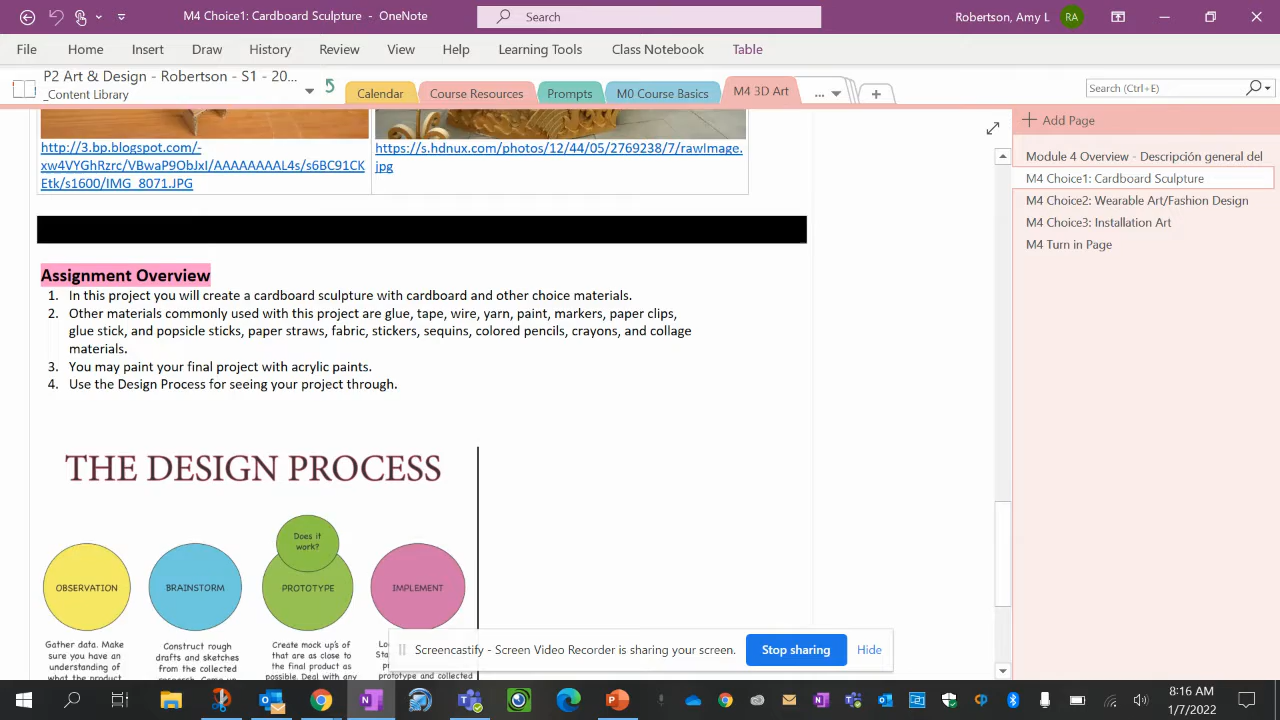 M4 Choice1: Cardboard Sculpture - OneNote
Search
Robertson, Amy L
RA
File Home Insert Draw History Review View Help Learning Tools Class Notebook Table
P2 Art & Design - Robertson - S1 - 20...
_Content Library
Calendar
Course Resources
Prompts
M0 Course Basics
M4 3D Art
...
Search (Ctrl+E)
Add Page
Module 4 Overview - Descripción general del
M4 Choice1: Cardboard Sculpture
M4 Choice2: Wearable Art/Fashion Design
M4 Choice3: Installation Art
M4 Turn in Page
http://3.bp.blogspot.com/-
xw4VYGhRzrc/VBwaP9ObJxI/AAAAAAAAL4s/s6BC91CK
Etk/s1600/IMG_8071.JPG
https://s.hdnux.com/photos/12/44/05/2769238/7/rawImage.
jpg
Assignment Overview
1. In this project you will create a cardboard sculpture with cardboard and other choice materials.
2. Other materials commonly used with this project are glue, tape, wire, yarn, paint, markers, paper clips,
glue stick, and popsicle sticks, paper straws, fabric, stickers, sequins, colored pencils, crayons, and collage
materials.
3. You may paint your final project with acrylic paints.
4. Use the Design Process for seeing your project through.
THE DESIGN PROCESS
Does it
work?
OBSERVATION
BRAINSTORM
PROTOTYPE
IMPLEMENT
Gather data. Make
sure you have an
understanding of
what the product
Construct rough
drafts and sketches
from the collected
Create mock up's of
that are as close to
the final product as
possible. Deal with any
prototype and collected
Screencastify - Screen Video Recorder is sharing your screen.
Stop sharing
Hide
8:16 AM
1/7/2022